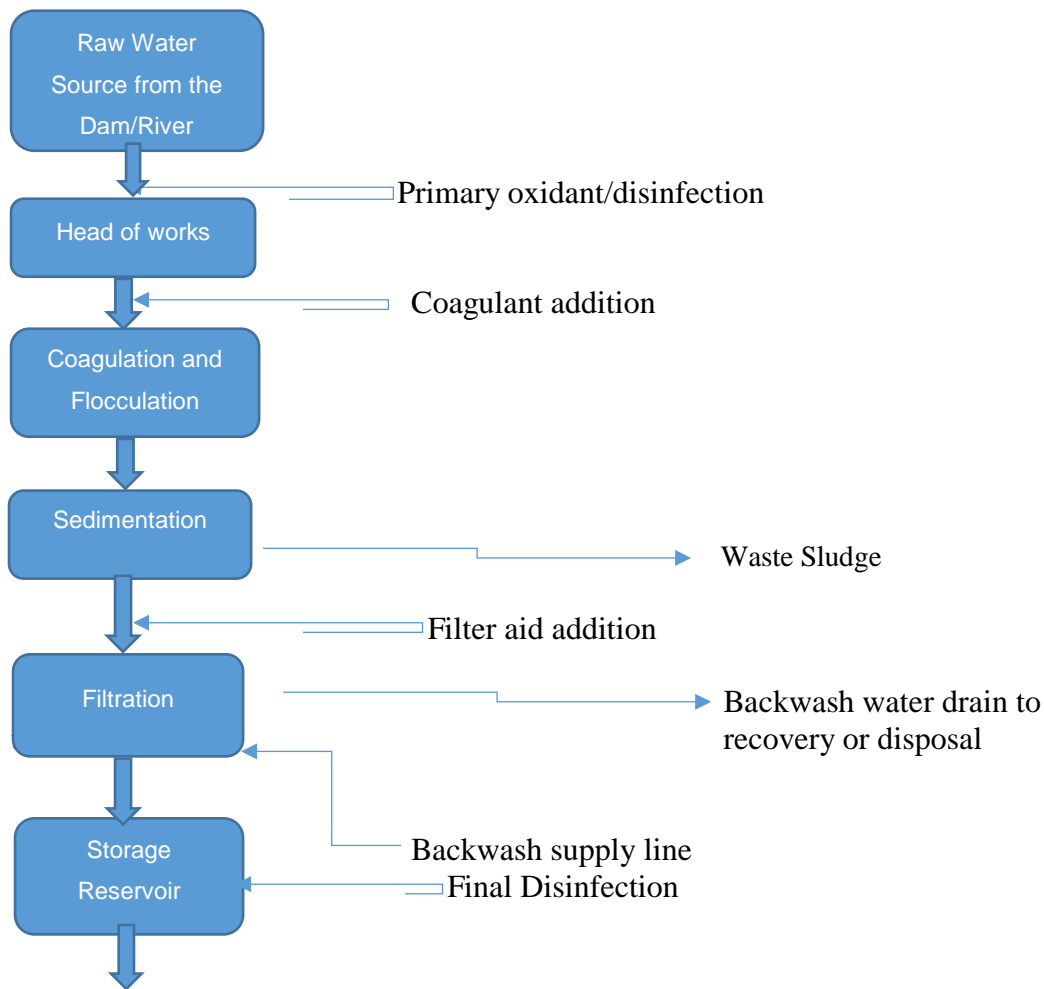 Raw Water
Source from the
Dam/River
Primary oxidant/disinfection
Head of works
Coagulant addition
Coagulation and
Flocculation
Sedimentation
Waste Sludge
Filter aid addition
Filtration
Backwash water drain to
recovery or disposal
Backwash supply line
Storage
Reservoir
Final Disinfection